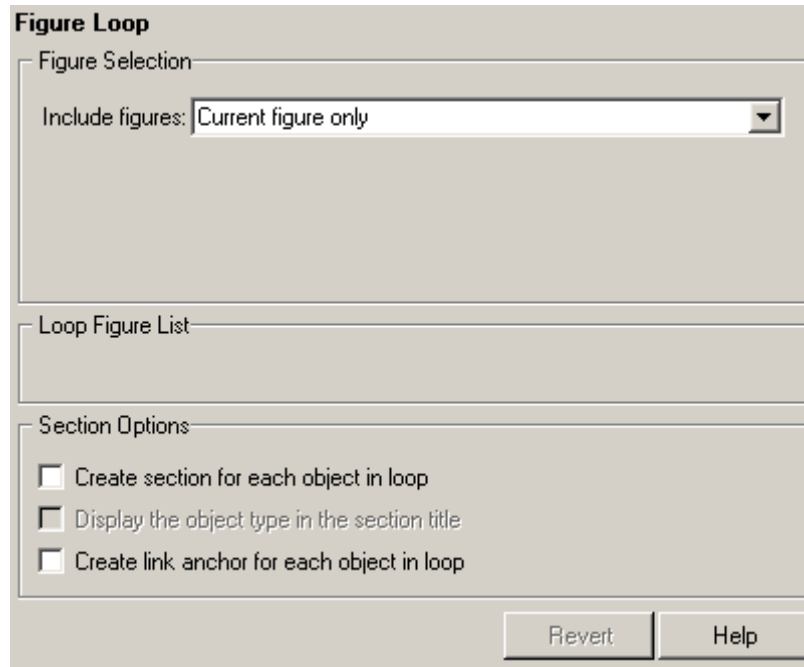 Figure Loop
Figure Selection
Include figures: Current figure only
Loop Figure List
Section Options
Create section for each object in loop
Display the object type in the section title
Create link anchor for each object in loop
Revert Help